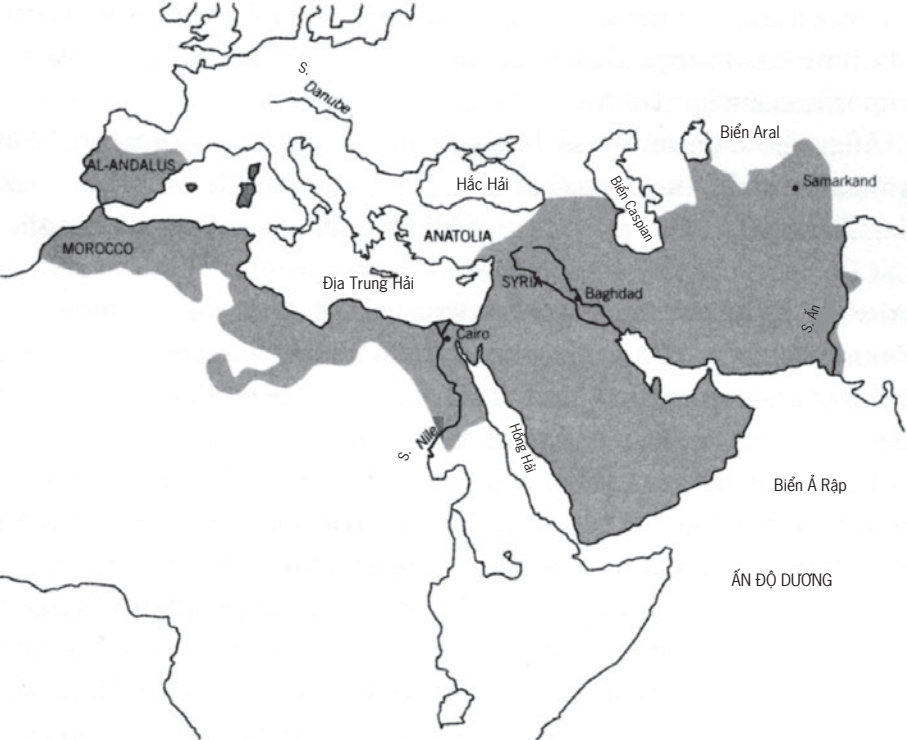 S. Danube
Biển Aral
AL-ANDALUS
Hắc Hải
Biển Caspian
Samarkand
ANATOLIA
MOROCCO
Địa Trung Hải
SYRIA
Baghdad
S. Ấn
Cairo
S. Nile
Hồng Hải
Biển Ả Rập
ẤN ĐỘ DƯƠNG